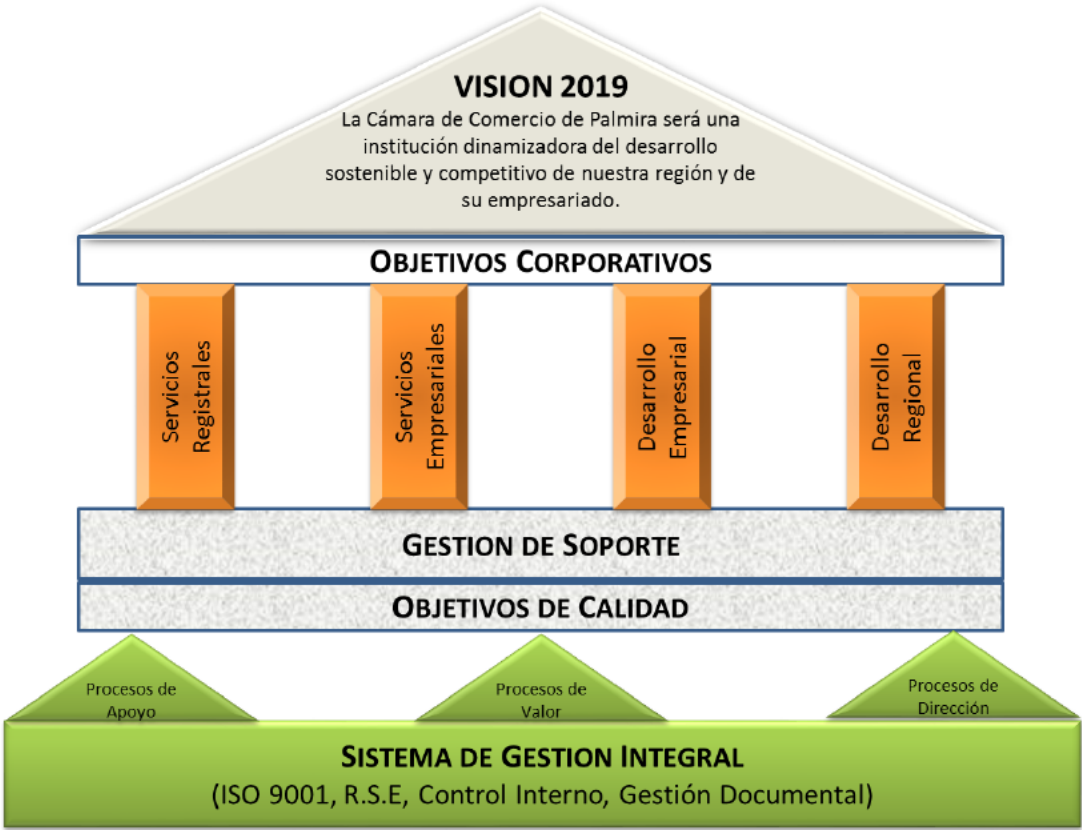 VISION 2019
La Cámara de Comercio de Palmira será una
institución dinamizadora del desarrollo
sostenible y competitivo de nuestra región y de
su empresariado.
OBJETIVOS CORPORATIVOS
Servicios
Registrales
Servicios
Empresariales
Desarrollo
Empresarial
Desarrollo
Regional
GESTION DE SOPORTE
OBJETIVOS DE CALIDAD
Procesos de
Apoyo
Procesos de
Valor
Procesos de
Dirección
SISTEMA DE GESTION INTEGRAL
(ISO 9001, R.S.E, Control Interno, Gestión Documental)